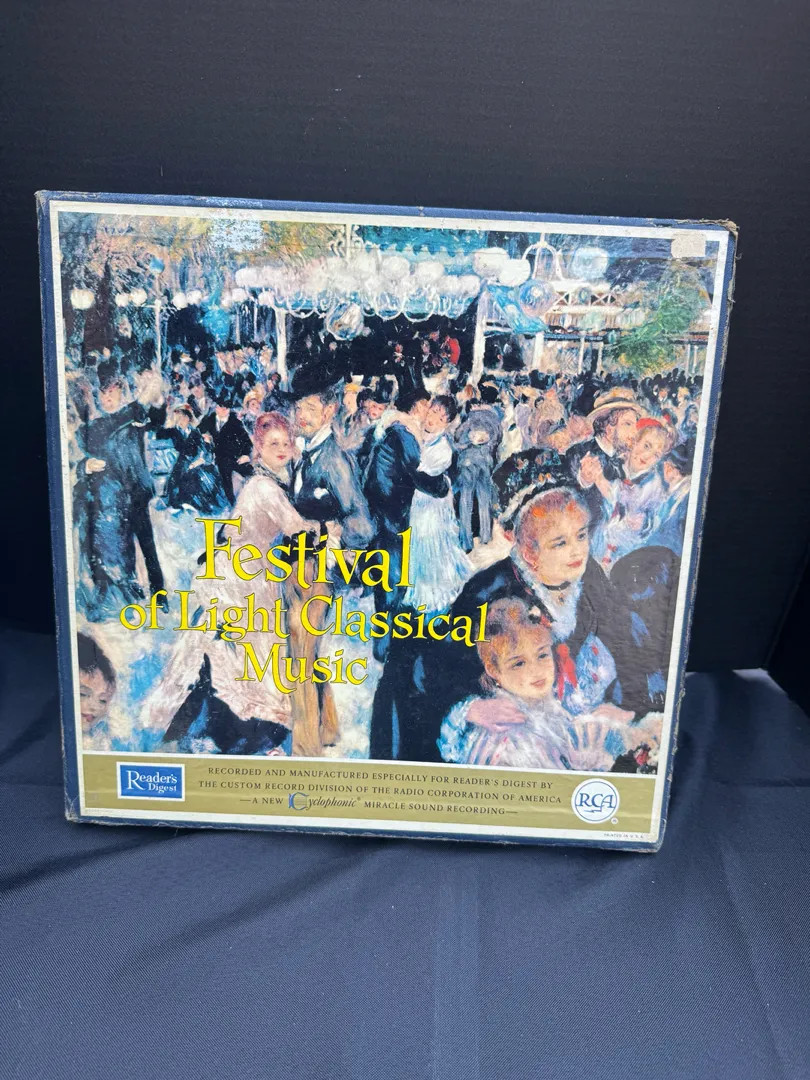 Festival
of Light Classical
Music
Reader's
Digest
RECORDED AND MANUFACTURED ESPECIALLY FOR READER'S DIGEST BY
THE CUSTOM RECORD DIVISION OF THE RADIO CORPORATION OF AMERICA
—A NEW Cyclophonic® MIRACLE SOUND RECORDING—
RCA
®